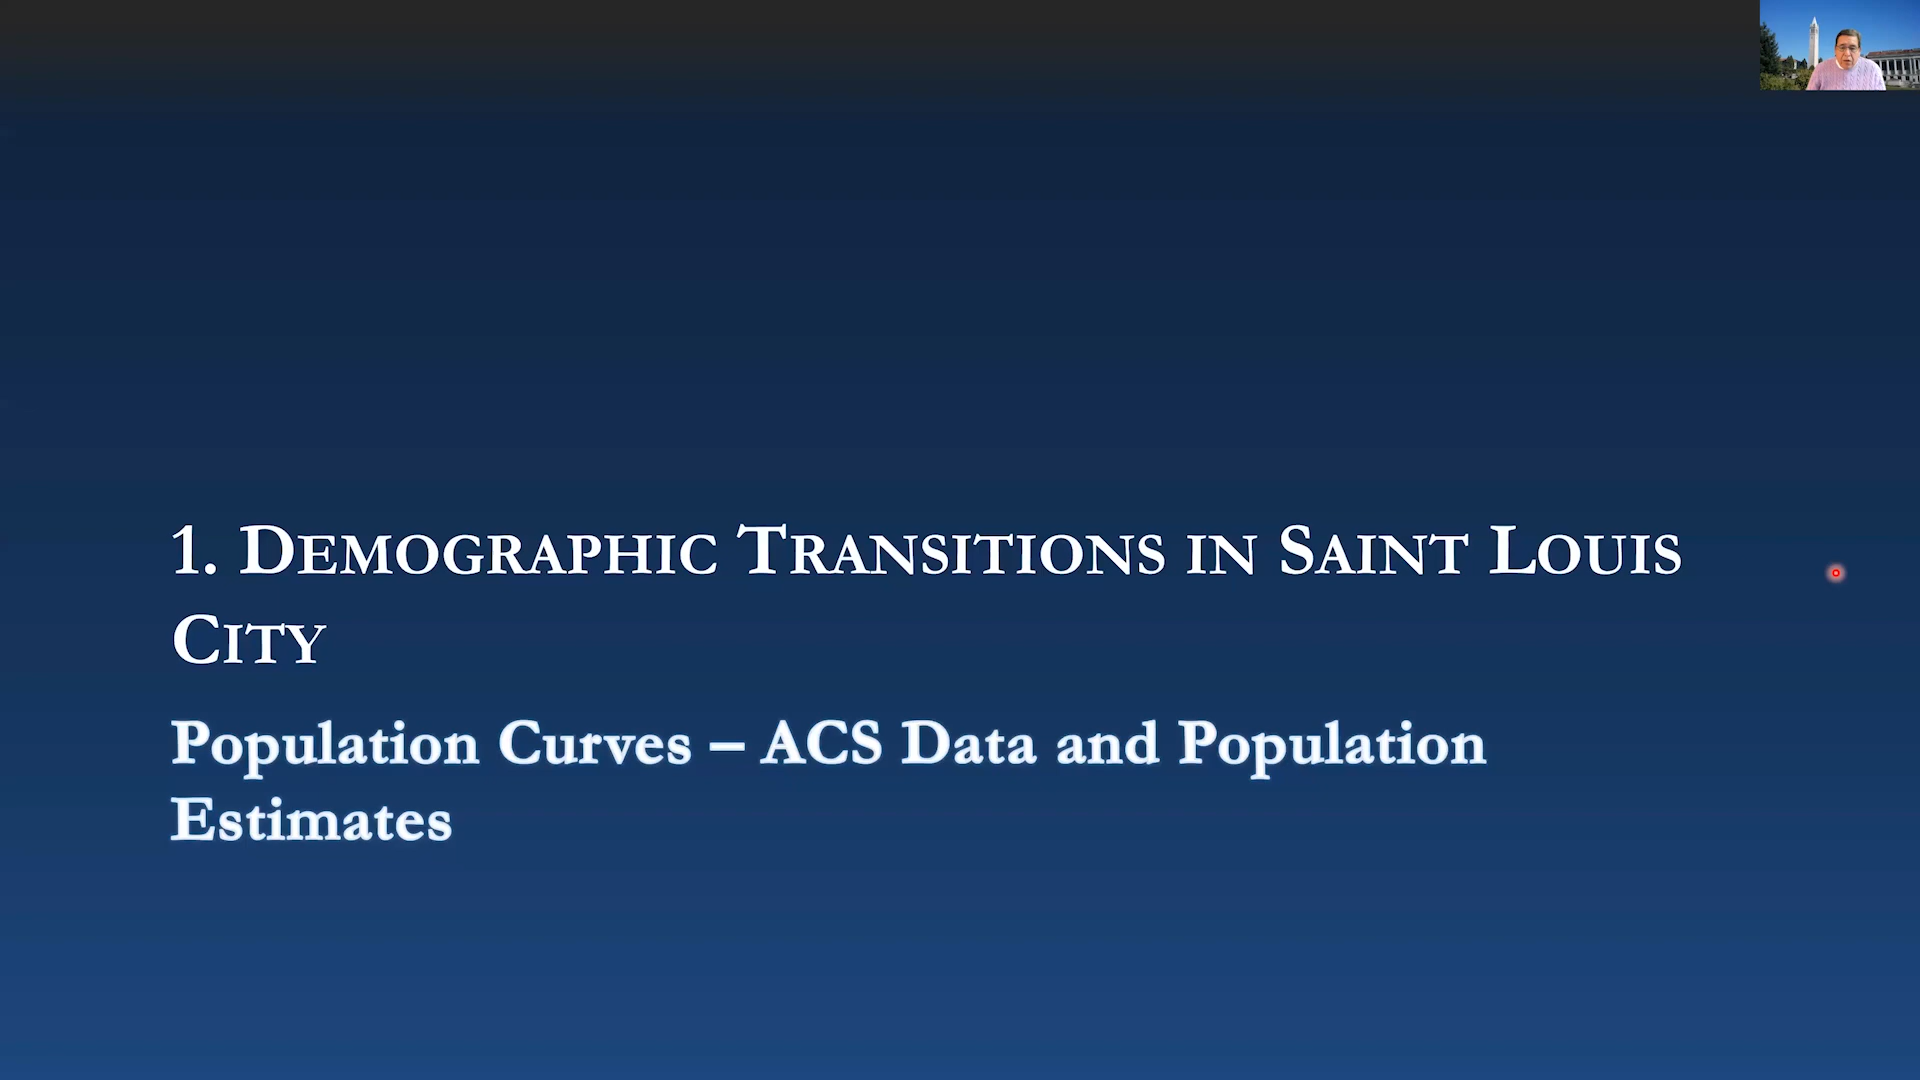 1. Demographic Transitions in Saint Louis
City
Population Curves – ACS Data and Population
Estimates